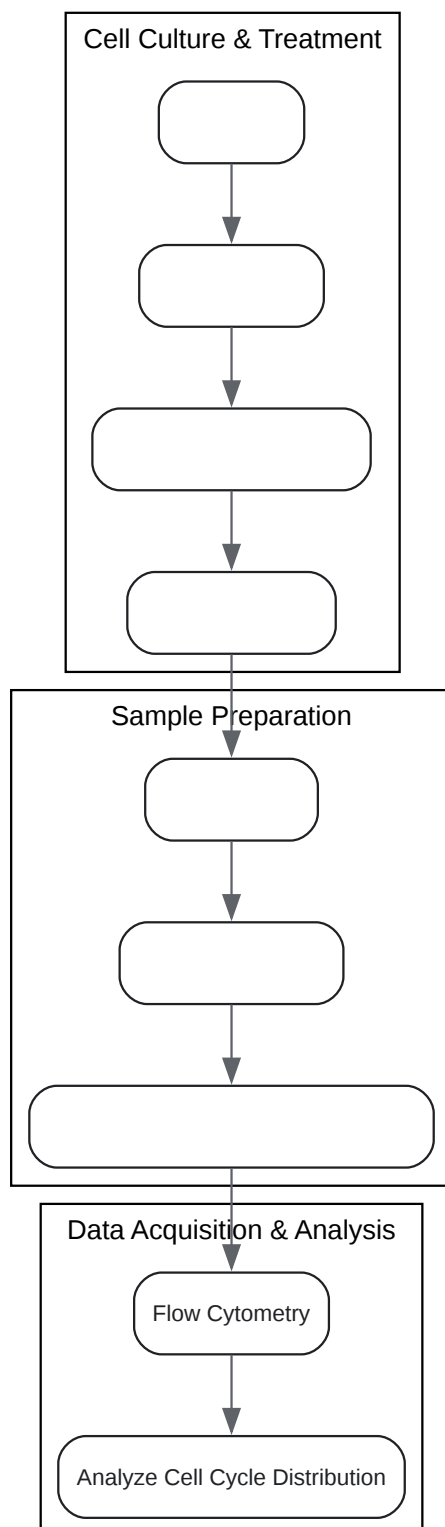 Cell Culture & Treatment
Sample Preparation
Data Acquisition & Analysis
Flow Cytometry
Analyze Cell Cycle Distribution